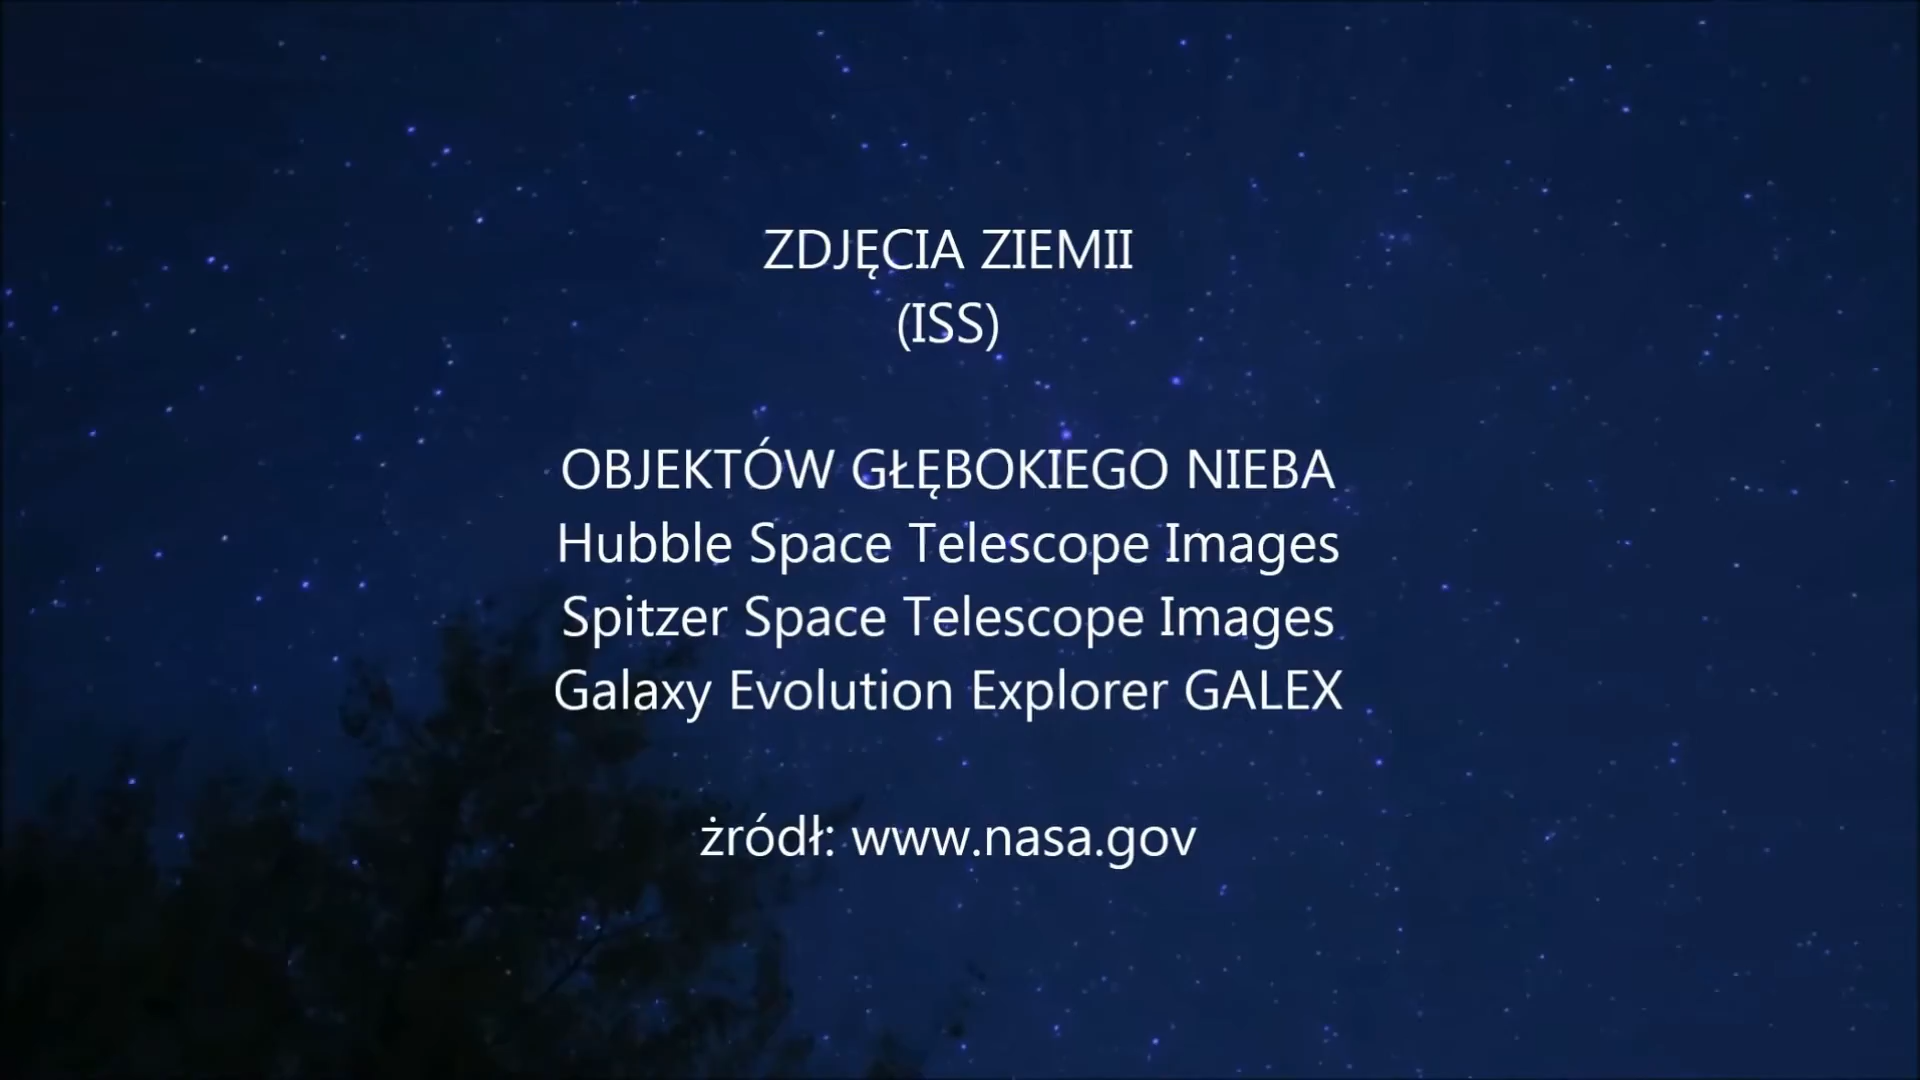 ZDJĘCIA ZIEMII
(ISS)
OBJEKTÓW GŁĘBOKIEGO NIEBA
Hubble Space Telescope Images
Spitzer Space Telescope Images
Galaxy Evolution Explorer GALEX
żródł: www.nasa.gov